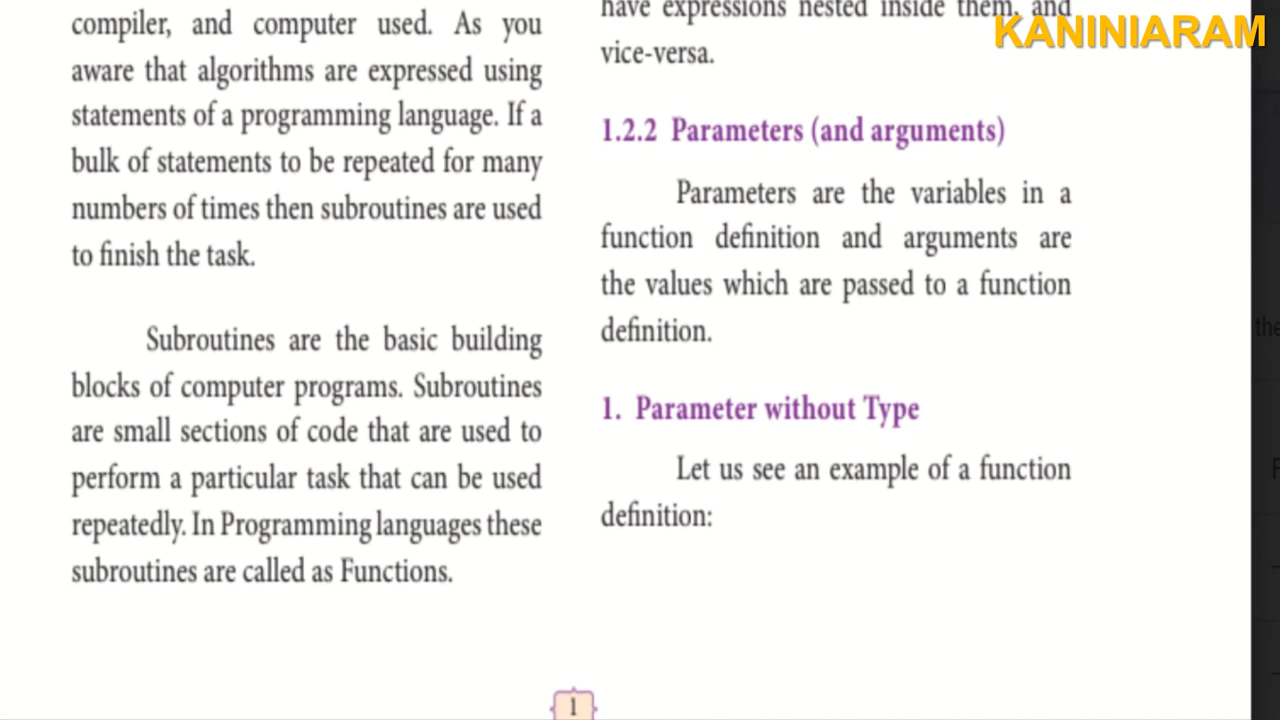 compiler, and computer used. As you
aware that algorithms are expressed using
statements of a programming language. If a
bulk of statements to be repeated for many
numbers of times then subroutines are used
to finish the task.
Subroutines are the basic building
blocks of computer programs. Subroutines
are small sections of code that are used to
perform a particular task that can be used
repeatedly. In Programming languages these
subroutines are called as Functions.
have expressions nested inside them, and
vice-versa.
1.2.2 Parameters (and arguments)
Parameters are the variables in a
function definition and arguments are
the values which are passed to a function
definition.
1. Parameter without Type
Let us see an example of a function
definition:
1
KANINIARAM